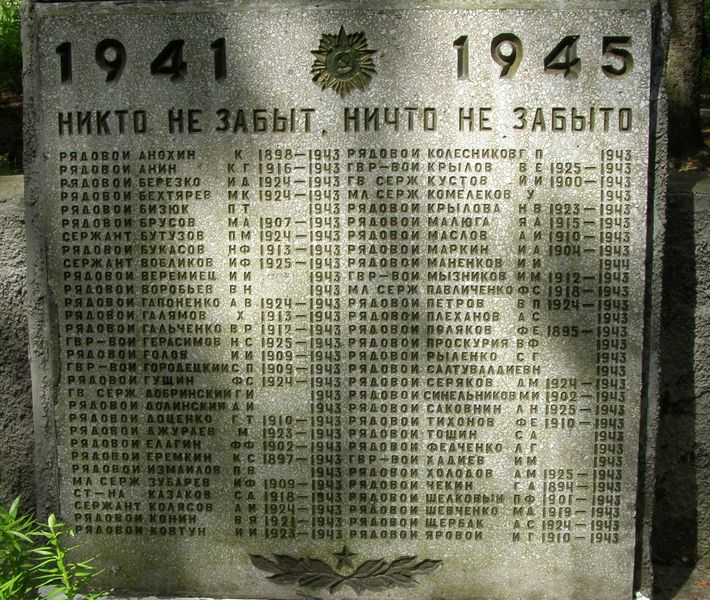 1941 1945
НИКТО НЕ ЗАБЫТ, НИЧТО НЕ ЗАБЫТО
РЯДОВОЙ АНОХИН К 1898—1943
РЯДОВОЙ АНИН К Г 1916—1943
РЯДОВОЙ БЕРЕЗКО И Д 1924—1943
РЯДОВОЙ БЕХТЯРЕВ М К 1924—1943
РЯДОВОЙ БИЗЮК П Т 1943
РЯДОВОЙ БРУСОВ М А 1907—1943
СЕРЖАНТ БУТУЗОВ П М 1924—1943
РЯДОВОЙ БУКАСОВ Н Ф 1913—1943
СЕРЖАНТ ВОБЛИКОВ И Ф 1925—1943
РЯДОВОЙ ВЕРЕМИЕЦ И И 1943
РЯДОВОЙ ВОРОБЬЕВ В Н 1943
РЯДОВОЙ ГАПОНЕНКО А В 1924—1943
РЯДОВОЙ ГАЛЯМОВ Х 1913—1943
РЯДОВОЙ ГАЛЬЧЕНКО В Р 1912—1943
ГВР-ВОЙ ГЕРАСИМОВ Н С 1925—1943
РЯДОВОЙ ГОЛОВ И И 1909—1943
ГВР-ВОЙ ГОРОДЕЦКИЙ С П 1909—1943
РЯДОВОЙ ГУЩИН Ф С 1924—1943
ГВ СЕРЖ ДОБРИНСКИЙ Г И 1943
РЯДОВОЙ ДОЛИНСКИЙ А И 1943
РЯДОВОЙ ДОЦЕНКО Г Т 1910—1943
РЯДОВОЙ ДЖУРАЕВ М 1923—1943
РЯДОВОЙ ЕЛАГИН Ф Ф 1902—1943
РЯДОВОЙ ЕРЕМКИН К С 1897—1943
РЯДОВОЙ ИЗМАИЛОВ П В 1943
МЛ СЕРЖ ЗУБАРЕВ И Ф 1909—1943
СТ—НА КАЗАКОВ С А 1918—1943
СЕРЖАНТ КОЛЯСОВ А И 1924—1943
РЯДОВОЙ КОНИН В Я 1921—1943
РЯДОВОЙ КОВТУН И И 1923—1943
РЯДОВОЙ КОЛЕСНИКОВ Г П 1943
ГВР-ВОЙ КРЫЛОВ В Е 1925—1943
ГВ СЕРЖ КУСТОВ И И 1900—1943
МЛ СЕРЖ КОМЕЛЕКОВ У 1943
РЯДОВОЙ КРЫЛОВА Н В 1923—1943
РЯДОВОЙ МАЛЮГА Я А 1915—1943
РЯДОВОЙ МАСЛОВ А И 1910—1943
РЯДОВОЙ МАРКИН И А 1904—1943
РЯДОВОЙ МАНЕНКОВ И И 1944
ГВР-ВОЙ МЫЗНИКОВ И М 1912—1943
МЛ СЕРЖ ПАВЛИЧЕНКО Ф С 1918—1943
РЯДОВОЙ ПЕТРОВ В П 1924—1943
РЯДОВОЙ ПЛЕХАНОВ А С 1943
РЯДОВОЙ ПОЛЯКОВ Ф Е 1895—1943
РЯДОВОЙ ПРОСКУРИЯ В Ф 1943
РЯДОВОЙ РЫЛЕНКО С Г 1943
РЯДОВОЙ САЛТУВАЛДИЕВ Н 1943
РЯДОВОЙ СЕРЯКОВ Д М 1924—1943
РЯДОВОЙ СИНЕЛЬНИКОВ М И 1902—1943
РЯДОВОЙ САКОВНИН Л Н 1925—1943
РЯДОВОЙ ТИХОНОВ Ф Е 1910—1943
РЯДОВОЙ ТОШИН С А 1943
РЯДОВОЙ ФЕДЧЕНКО Л Г 1943
ГВР-ВОЙ ХАДИЕВ И М 1943
РЯДОВОЙ ХОЛОДОВ А М 1925—1943
РЯДОВОЙ ЧЕКИН Г А 1894—1943
РЯДОВОЙ ШЕЛКОВЫЙ П Ф 1901—1943
РЯДОВОЙ ШЕВЧЕНКО М А 1919—1943
РЯДОВОЙ ЩЕРБАК А С 1924—1943
РЯДОВОЙ ЯРОВОЙ И Г 1910—1943